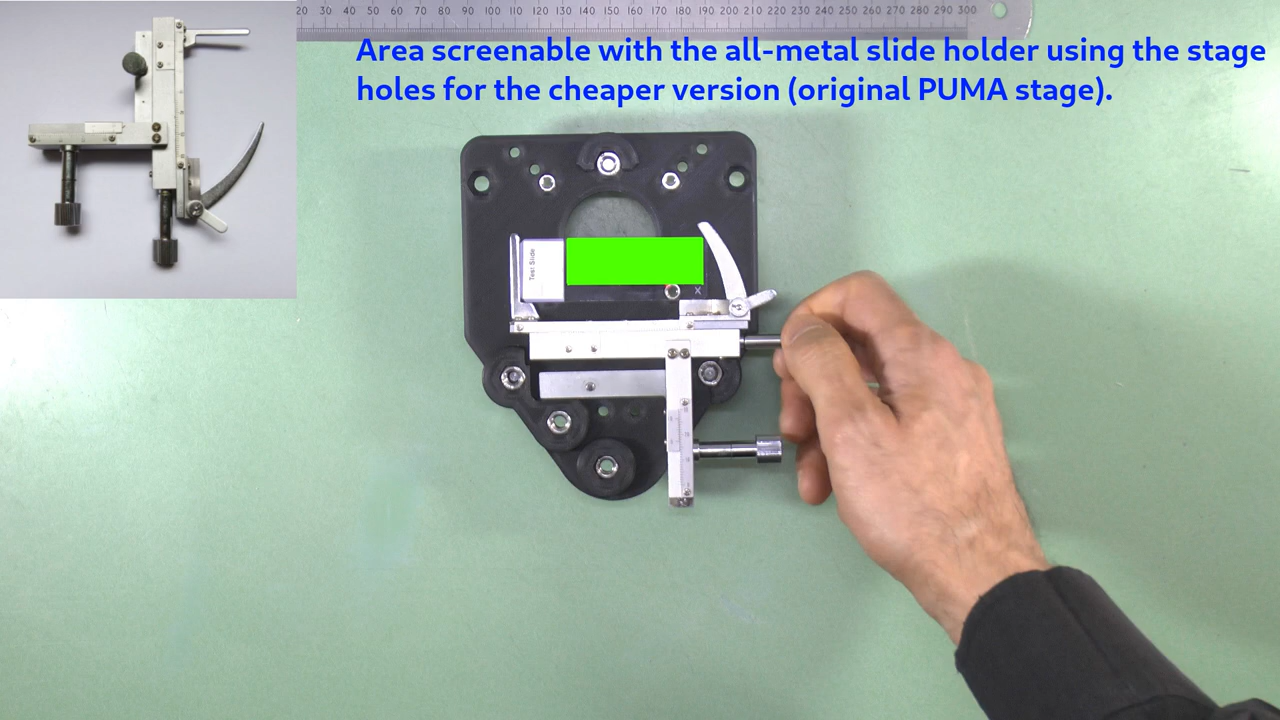 20 30 40 50 60 70 80 90 100 110 120 130 140 150 160 170 180 190 200 210 220 230 240 250 260 270 280 290 300
Area screenable with the all-metal slide holder using the stage
holes for the cheaper version (original PUMA stage).
Test Slide
X